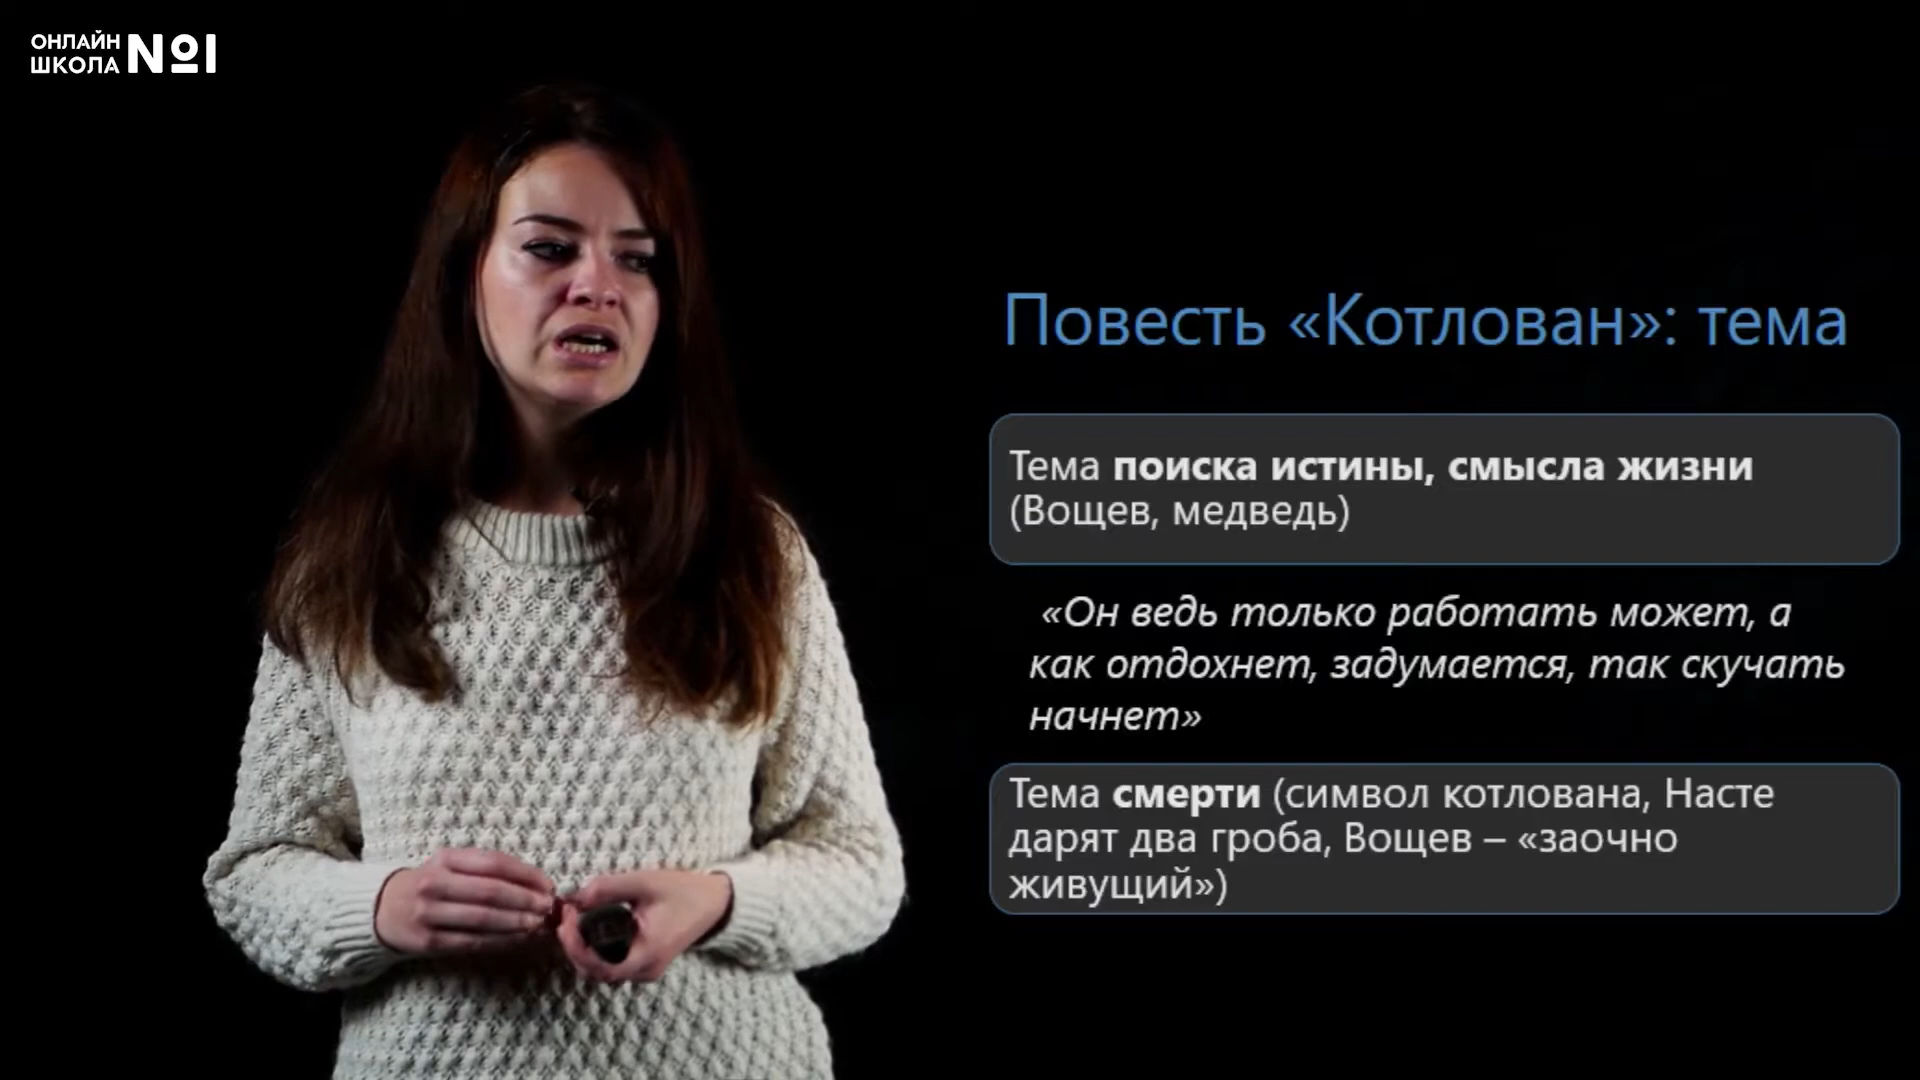 ОНЛАЙН
ШКОЛА №1
Повесть «Котлован»: тема
Тема поиска истины, смысла жизни
(Вощев, медведь)
«Он ведь только работать может, а
как отдохнет, задумается, так скучать
начнет»
Тема смерти (символ котлована, Насте
дарят два гроба, Вощев – «заочно
живущий»)